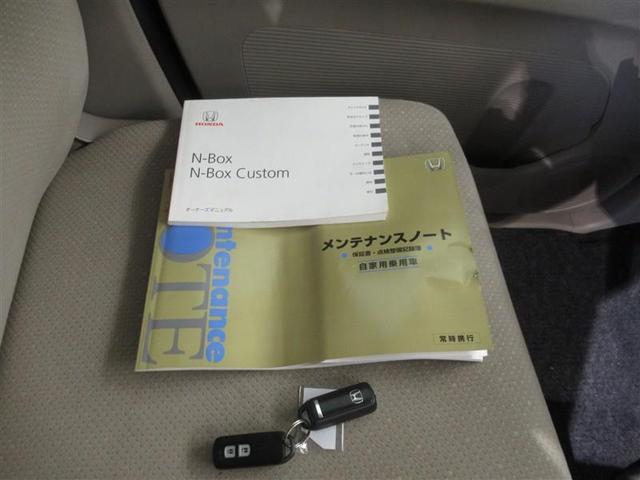 HONDA
N-Box
N-Box Custom
オーナーズマニュアル
Maintenance
NOTE
メンテナンスノート
保証書・点検整備記録簿
自家用乗用車
常時携行